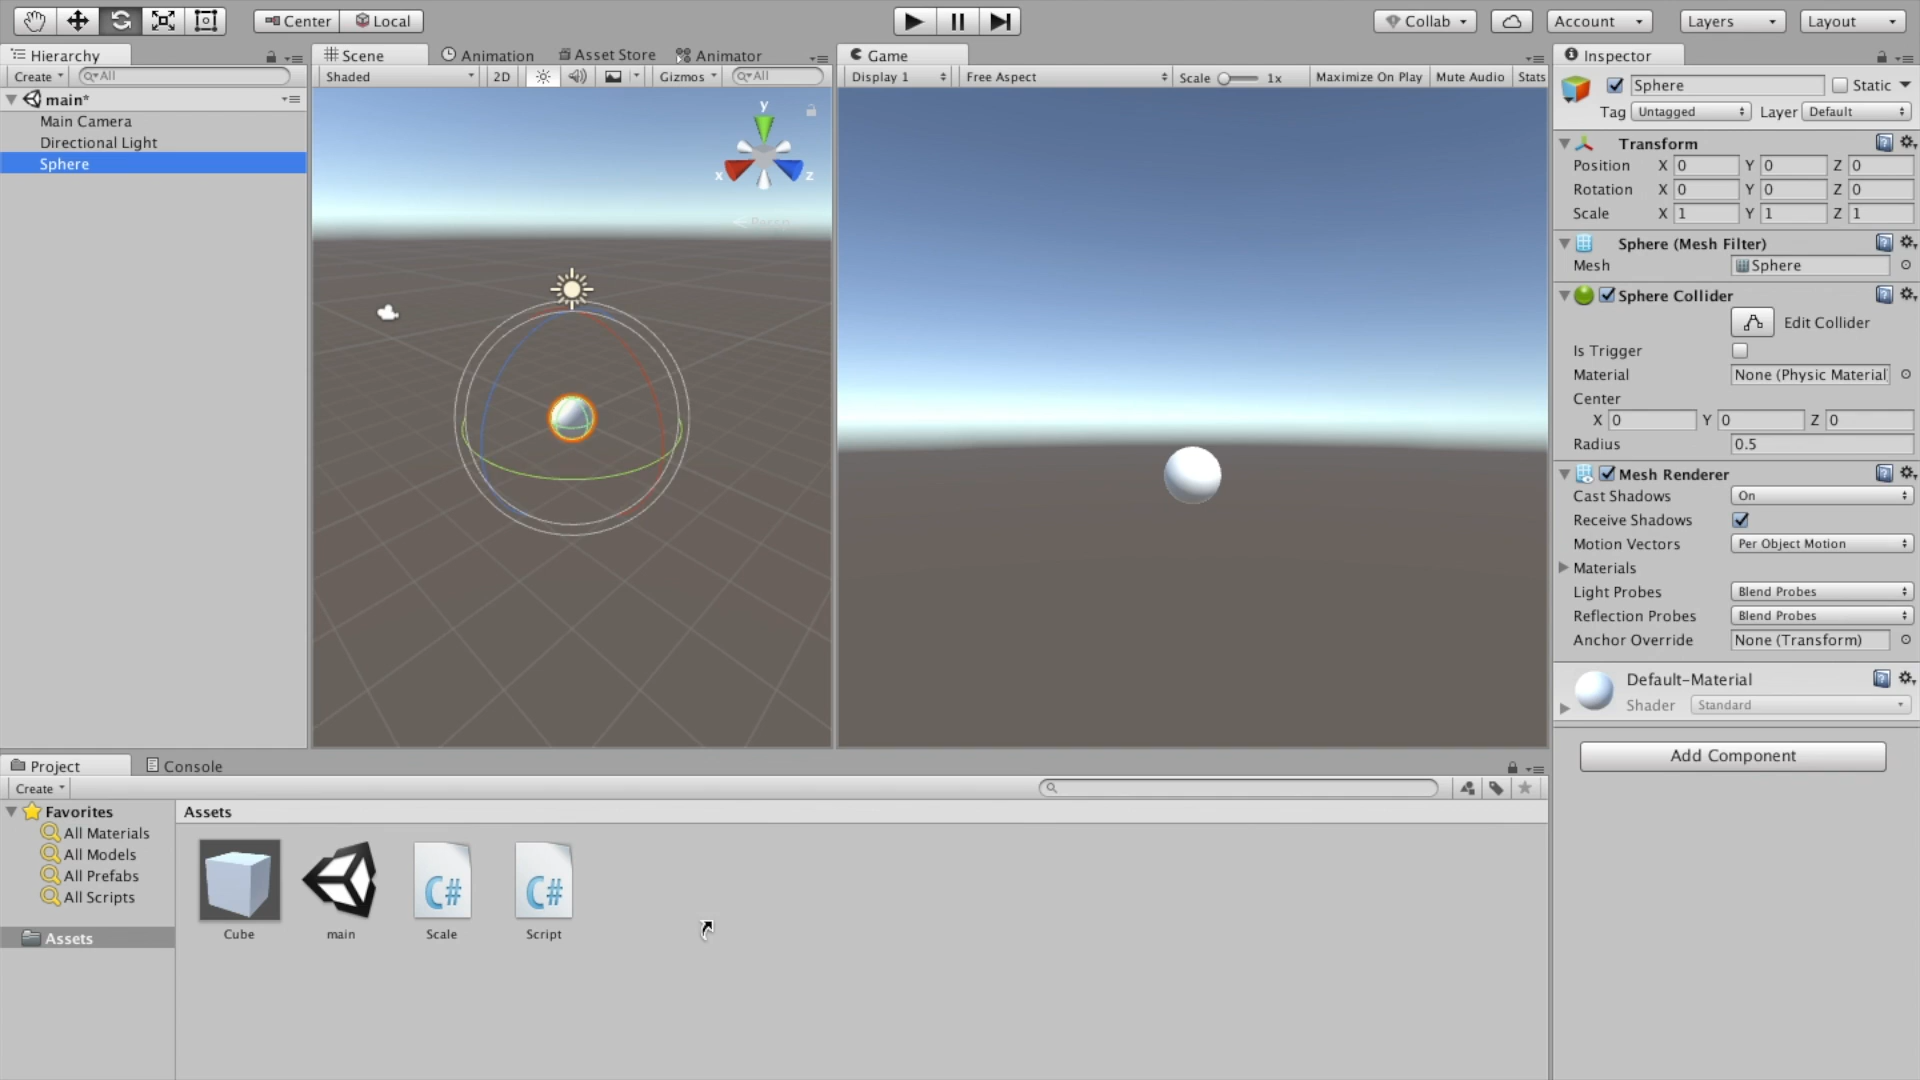 Center Local Collab Account Layers Layout
Hierarchy
Create All
main*
Main Camera
Directional Light
Sphere
Scene Animation Asset Store Animator
Shaded 2D Gizmos All
y
x z
Persp
Game
Display 1 Free Aspect Scale 1x Maximize On Play Mute Audio Stats
Inspector
Sphere Static
Tag Untagged Layer Default
Transform
Position X 0 Y 0 Z 0
Rotation X 0 Y 0 Z 0
Scale X 1 Y 1 Z 1
Sphere (Mesh Filter)
Mesh Sphere
Sphere Collider
Edit Collider
Is Trigger
Material None (Physic Material
Center
X 0 Y 0 Z 0
Radius 0.5
Mesh Renderer
Cast Shadows On
Receive Shadows
Motion Vectors Per Object Motion
Materials
Light Probes Blend Probes
Reflection Probes Blend Probes
Anchor Override None (Transform)
Default-Material
Shader Standard
Add Component
Project Console
Create
Favorites
All Materials
All Models
All Prefabs
All Scripts
Assets
Assets
C# C#
Cube main Scale Script